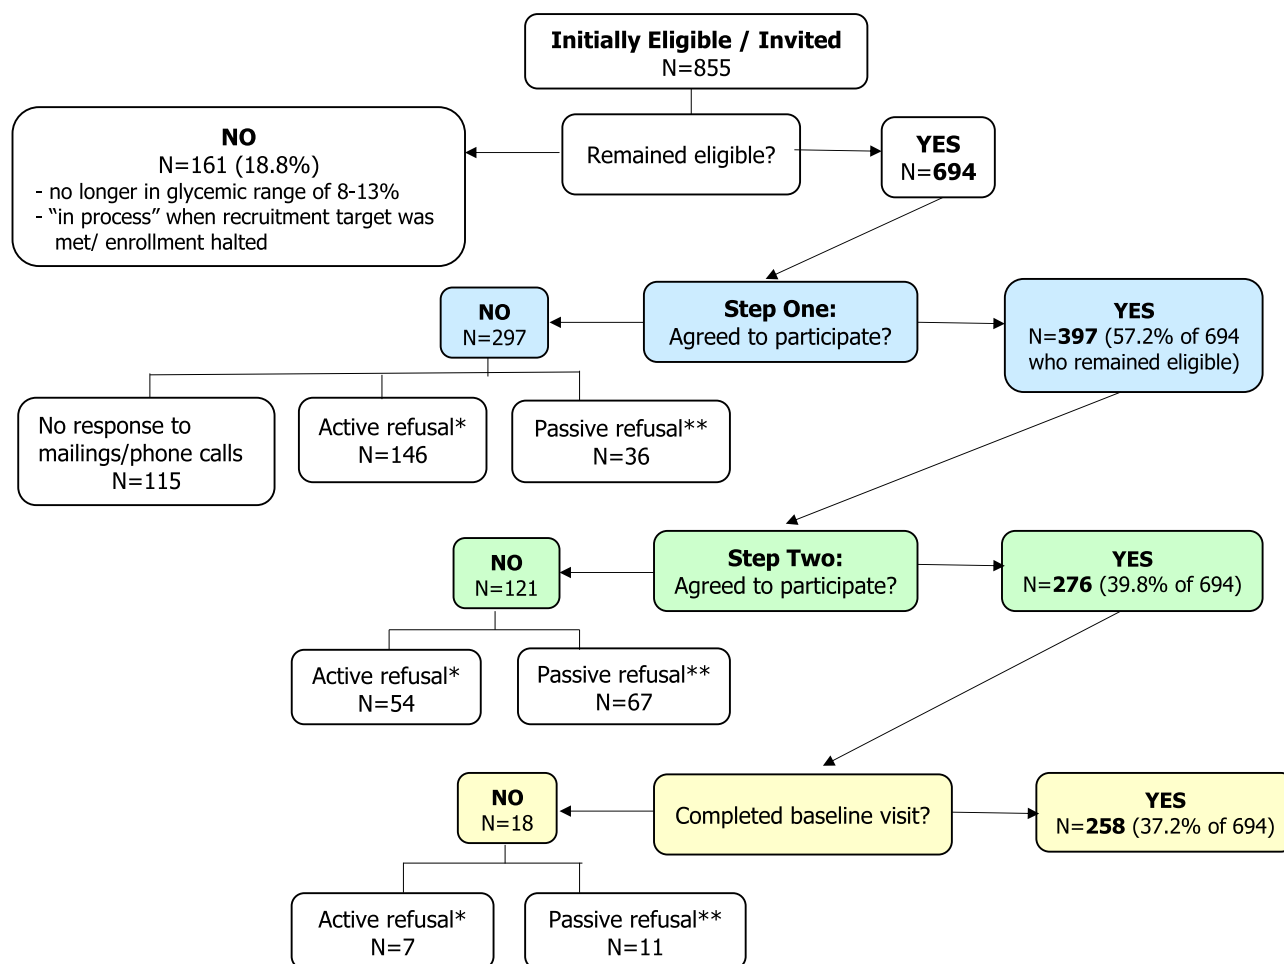 Initially Eligible / Invited
N=855
NO
N=161 (18.8%)
- no longer in glycemic range of 8-13%
- “in process” when recruitment target was
met/ enrollment halted
Remained eligible?
YES
N=694
NO
N=297
Step One:
Agreed to participate?
YES
N=397 (57.2% of 694
who remained eligible)
No response to
mailings/phone calls
N=115
Active refusal*
N=146
Passive refusal**
N=36
NO
N=121
Step Two:
Agreed to participate?
YES
N=276 (39.8% of 694)
Active refusal*
N=54
Passive refusal**
N=67
NO
N=18
Completed baseline visit?
YES
N=258 (37.2% of 694)
Active refusal*
N=7
Passive refusal**
N=11